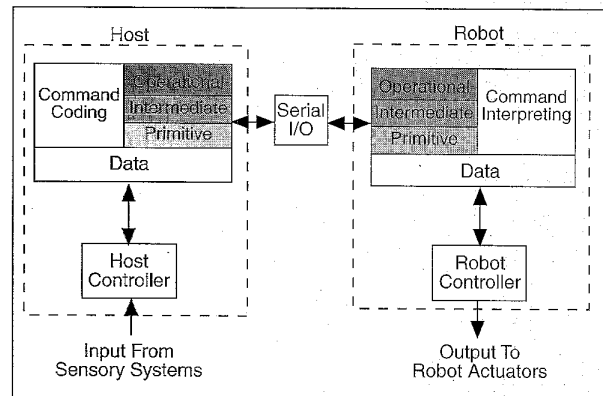 Host
Robot
Command
Coding
Operational
Intermediate
Primitive
Data
Serial
I/O
Operational
Intermediate
Primitive
Command
Interpreting
Data
Host
Controller
Robot
Controller
Input From
Sensory Systems
Output To
Robot Actuators